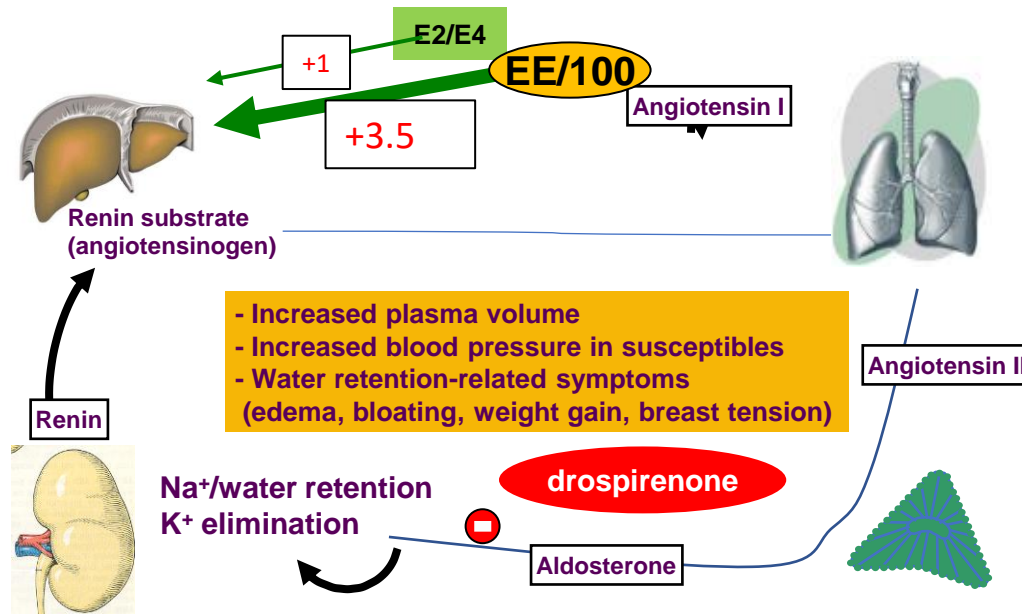 E2/E4
+1
EE/100
Angiotensin I
+3.5
Renin substrate
(angiotensinogen)
- Increased plasma volume
- Increased blood pressure in susceptibles
- Water retention-related symptoms
(edema, bloating, weight gain, breast tension)
Angiotensin II
Renin
drospirenone
Na⁺/water retention
K⁺ elimination
Aldosterone